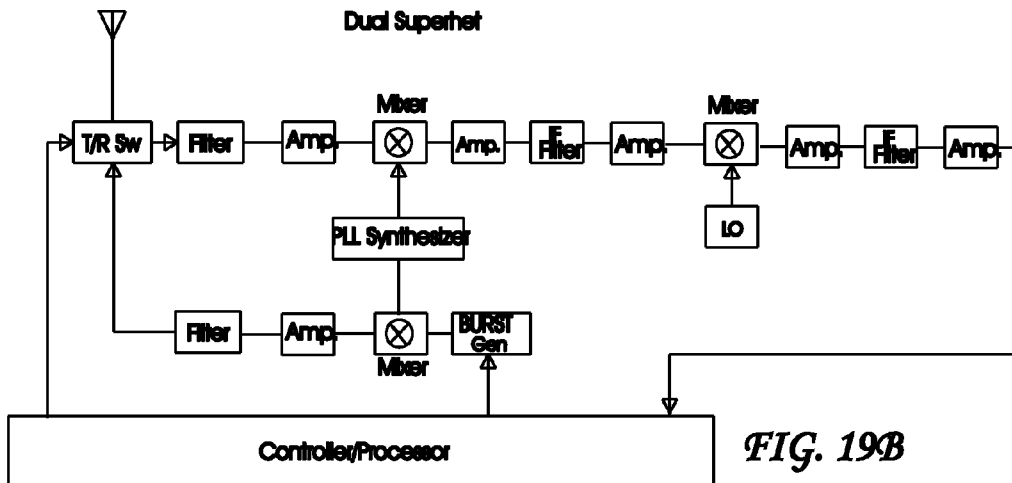 Dual Superhet
Mixer
Mixer
T/R Sw
Filter
Amp.
Amp.
IF
Filter
Amp.
Amp.
IF
Filter
Amp.
PLL Synthesizer
LO
Filter
Amp.
BURST
Gen
Mixer
Controller/Processor
FIG. 19B